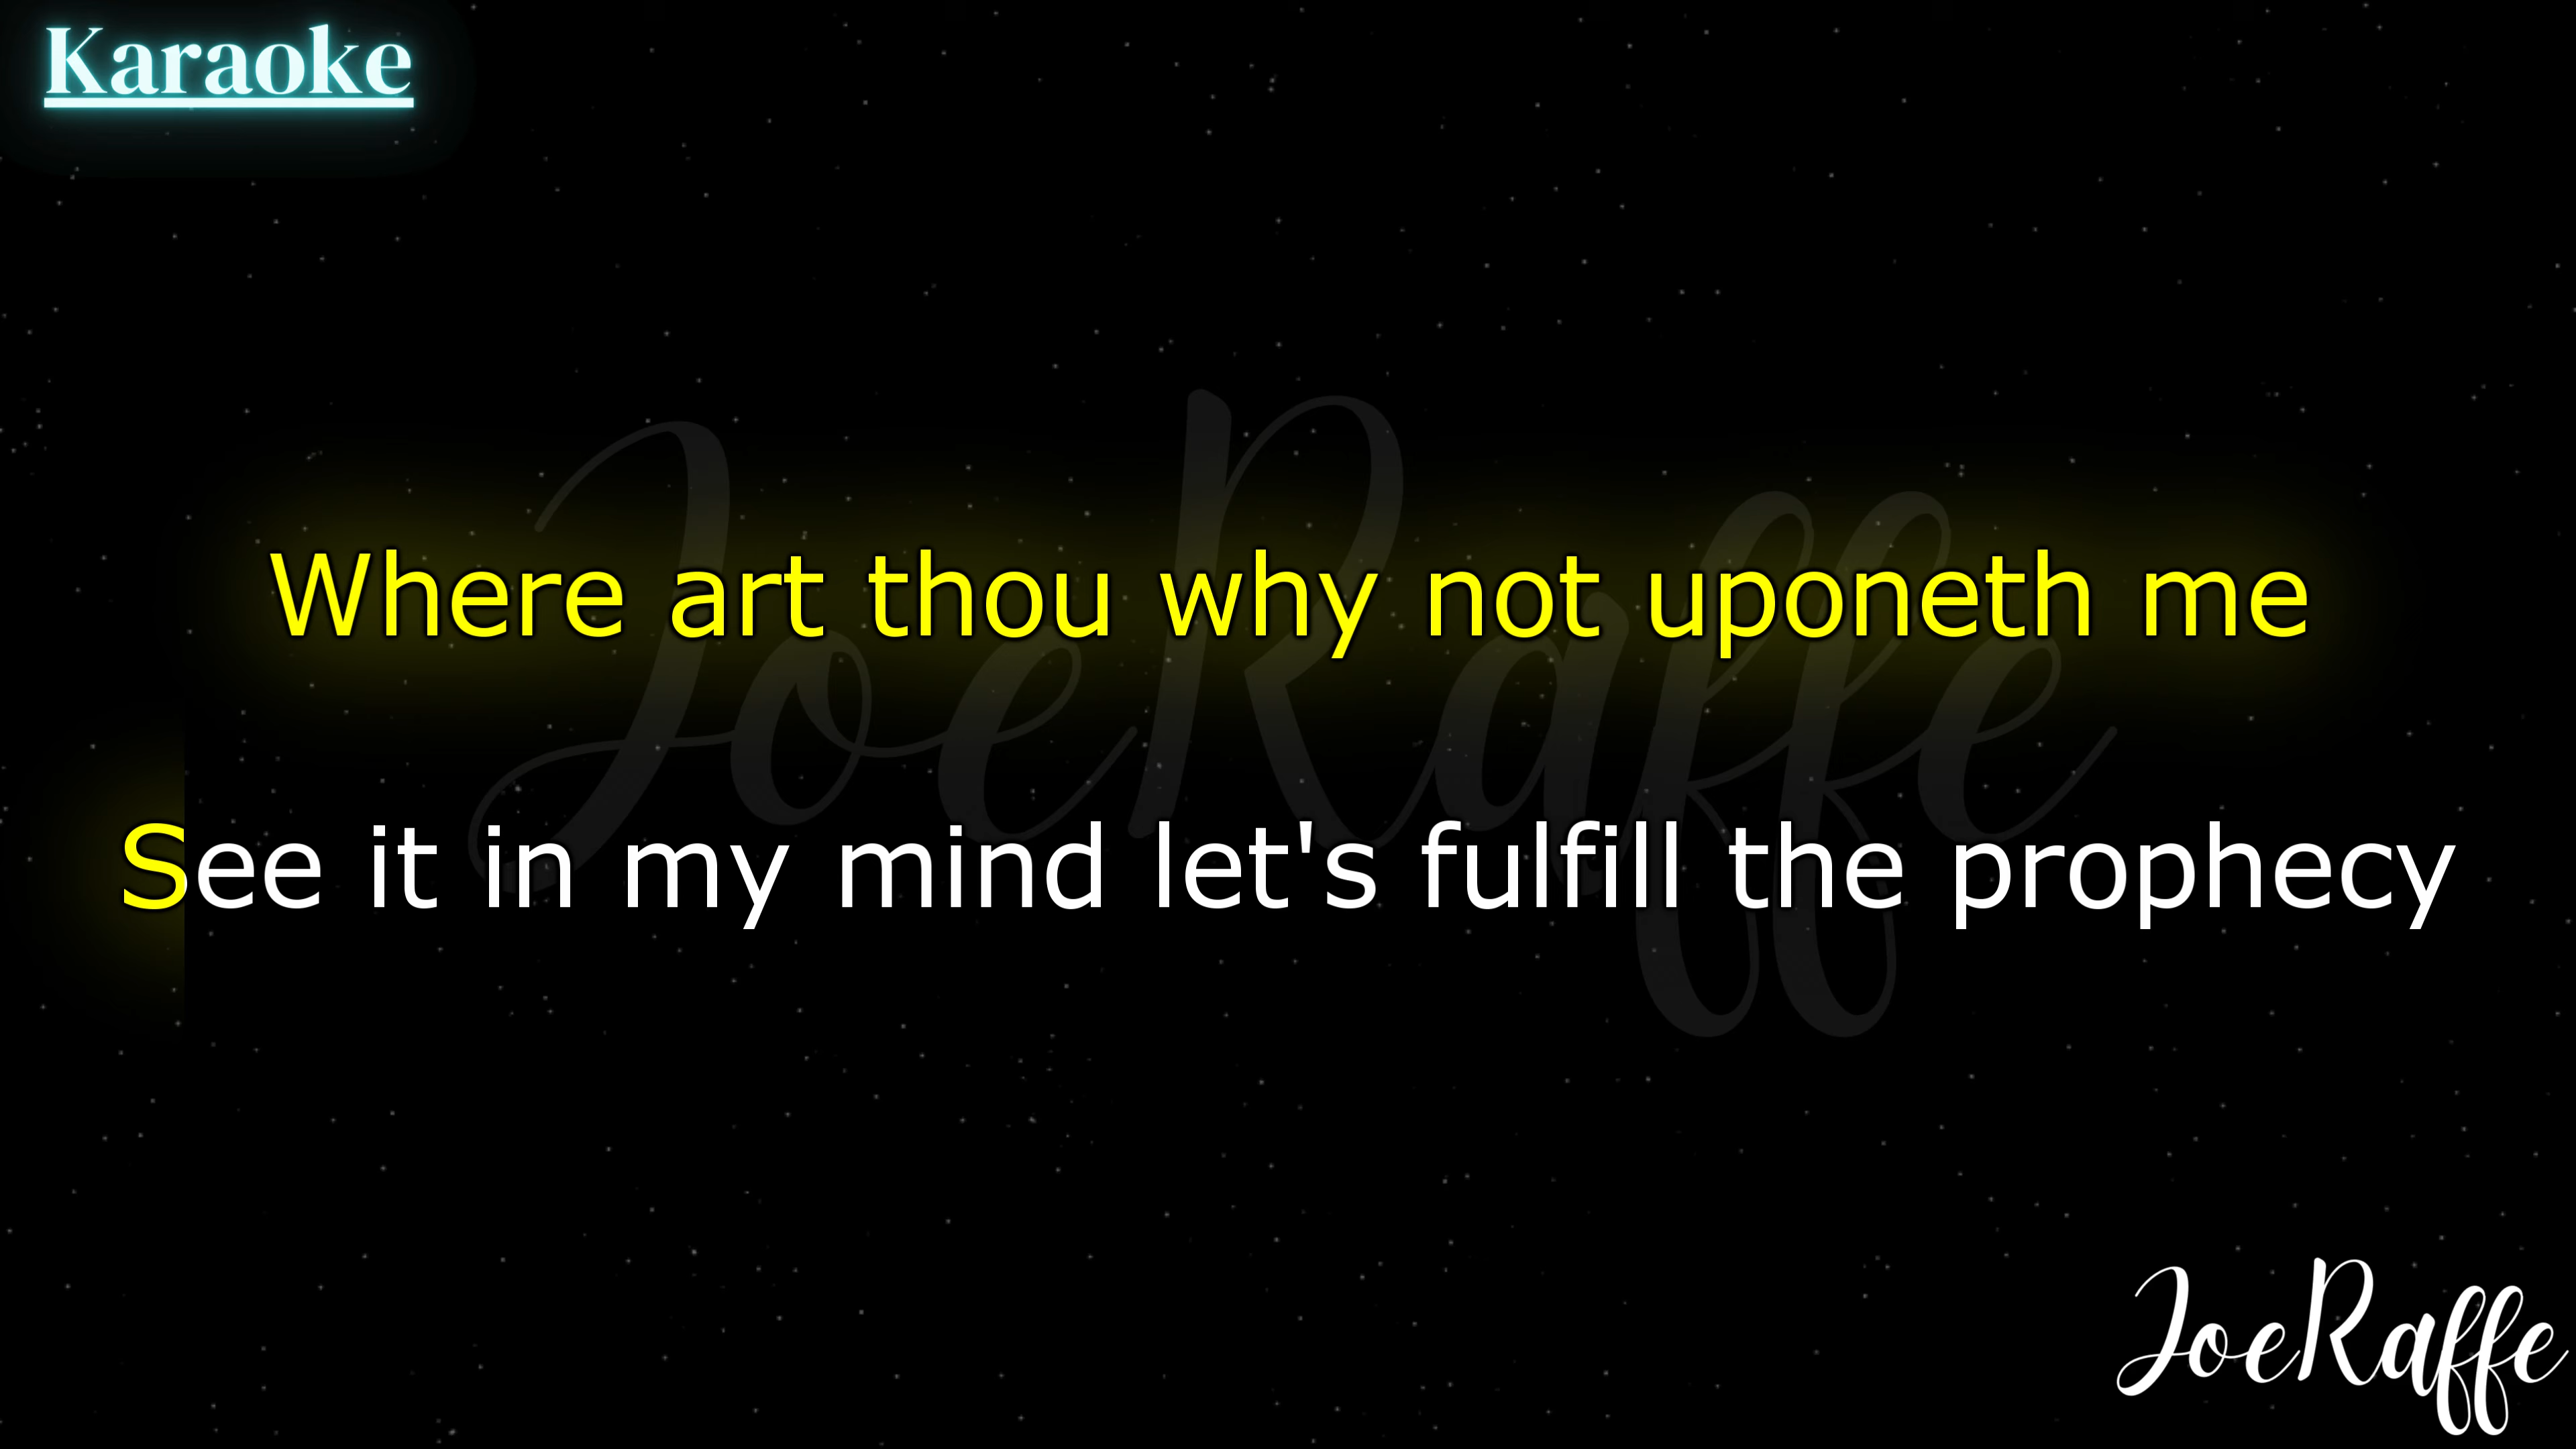 Karaoke
Where art thou why not uponeth me
See it in my mind let's fulfill the prophecy
JoeRaffe
JoeRaffe